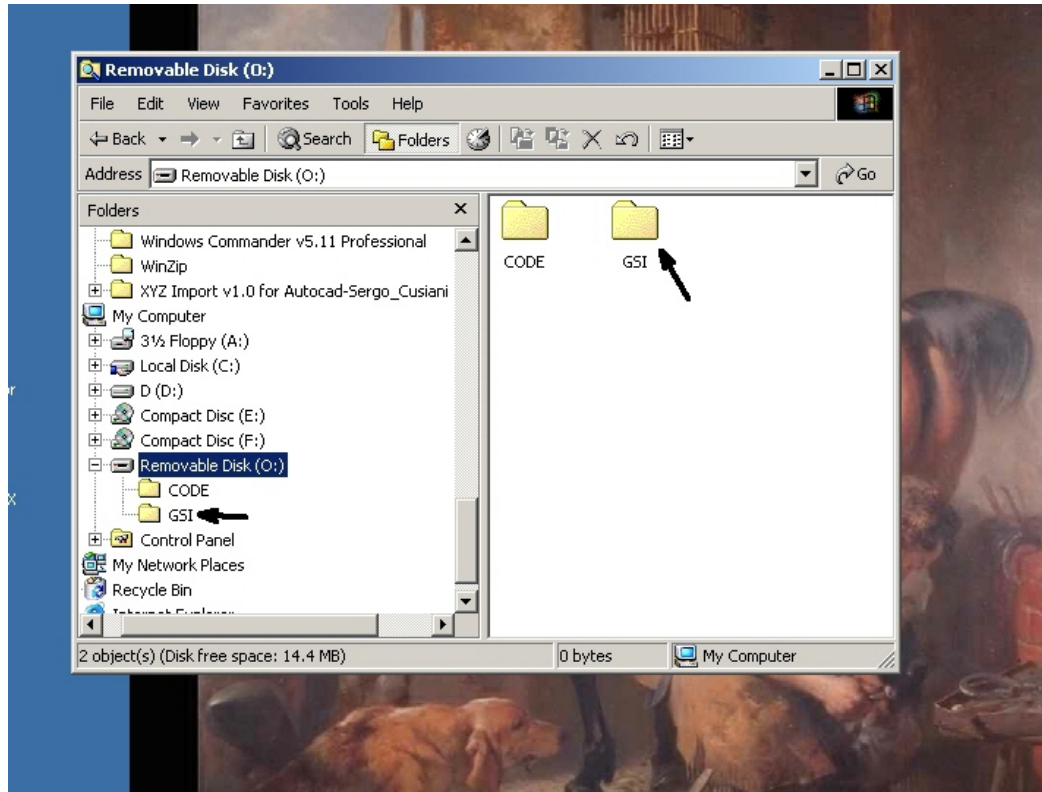 Removable Disk (O:)
File Edit View Favorites Tools Help
Back Search Folders
Address Removable Disk (O:) Go
Folders
Windows Commander v5.11 Professional
WinZip
XYZ Import v1.0 for Autocad-Sergo_Cusiani
My Computer
3½ Floppy (A:)
Local Disk (C:)
D (D:)
Compact Disc (E:)
Compact Disc (F:)
Removable Disk (O:)
CODE
GSI
Control Panel
My Network Places
Recycle Bin
Internet Explorer
CODE GSI
2 object(s) (Disk free space: 14.4 MB) 0 bytes My Computer